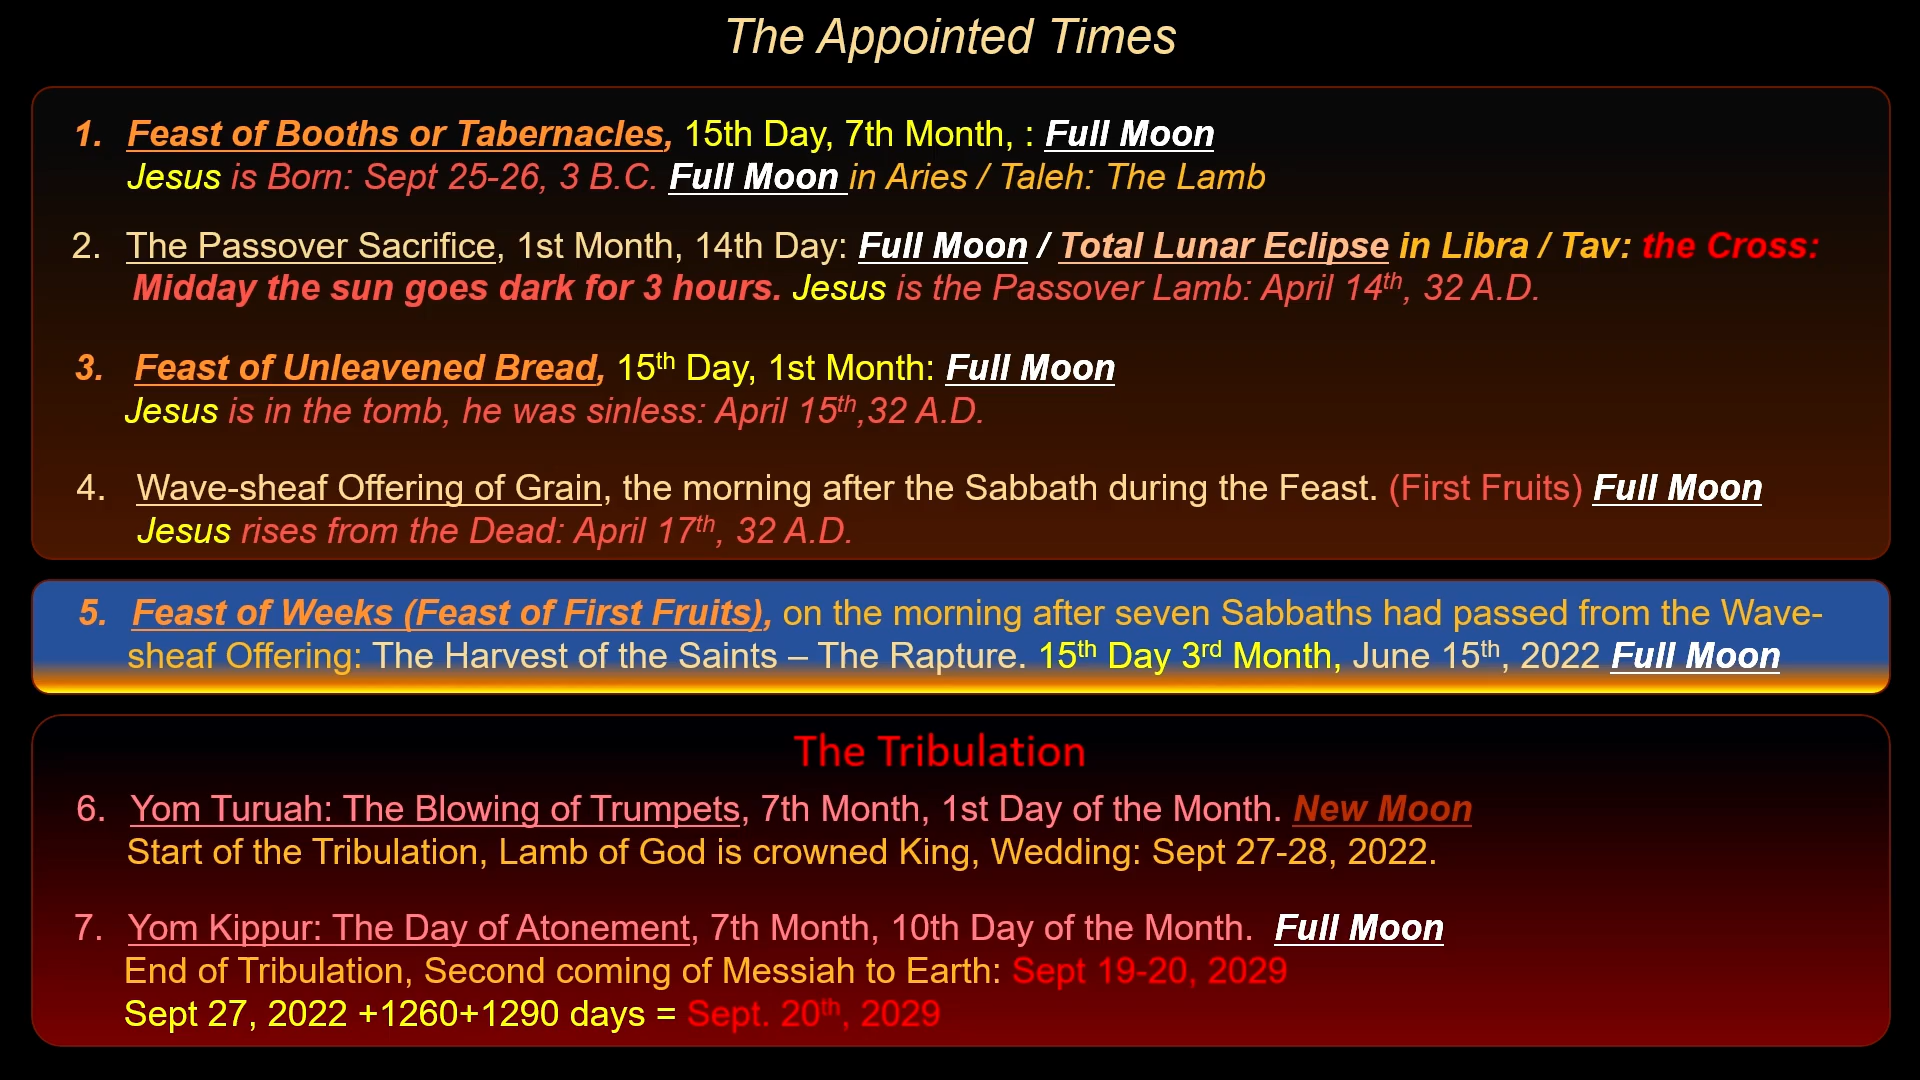 The Appointed Times
1. Feast of Booths or Tabernacles, 15th Day, 7th Month, : Full Moon
Jesus is Born: Sept 25-26, 3 B.C. Full Moon in Aries / Taleh: The Lamb
2. The Passover Sacrifice, 1st Month, 14th Day: Full Moon / Total Lunar Eclipse in Libra / Tav: the Cross:
Midday the sun goes dark for 3 hours. Jesus is the Passover Lamb: April 14th, 32 A.D.
3. Feast of Unleavened Bread, 15th Day, 1st Month: Full Moon
Jesus is in the tomb, he was sinless: April 15th,32 A.D.
4. Wave-sheaf Offering of Grain, the morning after the Sabbath during the Feast. (First Fruits) Full Moon
Jesus rises from the Dead: April 17th, 32 A.D.
5. Feast of Weeks (Feast of First Fruits), on the morning after seven Sabbaths had passed from the Wave-
sheaf Offering: The Harvest of the Saints – The Rapture. 15th Day 3rd Month, June 15th, 2022 Full Moon
The Tribulation
6. Yom Turuah: The Blowing of Trumpets, 7th Month, 1st Day of the Month. New Moon
Start of the Tribulation, Lamb of God is crowned King, Wedding: Sept 27-28, 2022.
7. Yom Kippur: The Day of Atonement, 7th Month, 10th Day of the Month. Full Moon
End of Tribulation, Second coming of Messiah to Earth: Sept 19-20, 2029
Sept 27, 2022 +1260+1290 days = Sept. 20th, 2029